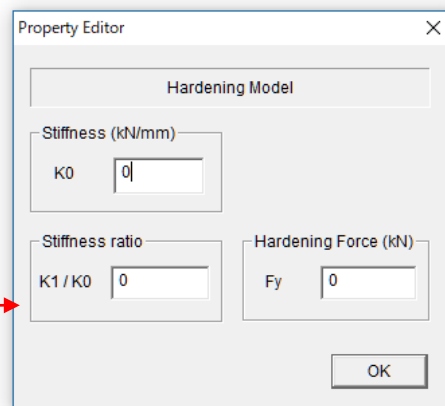 Property Editor
Hardening Model
Stiffness (kN/mm)
K0 0
Stiffness ratio
K1 / K0 0
Hardening Force (kN)
Fy 0
OK